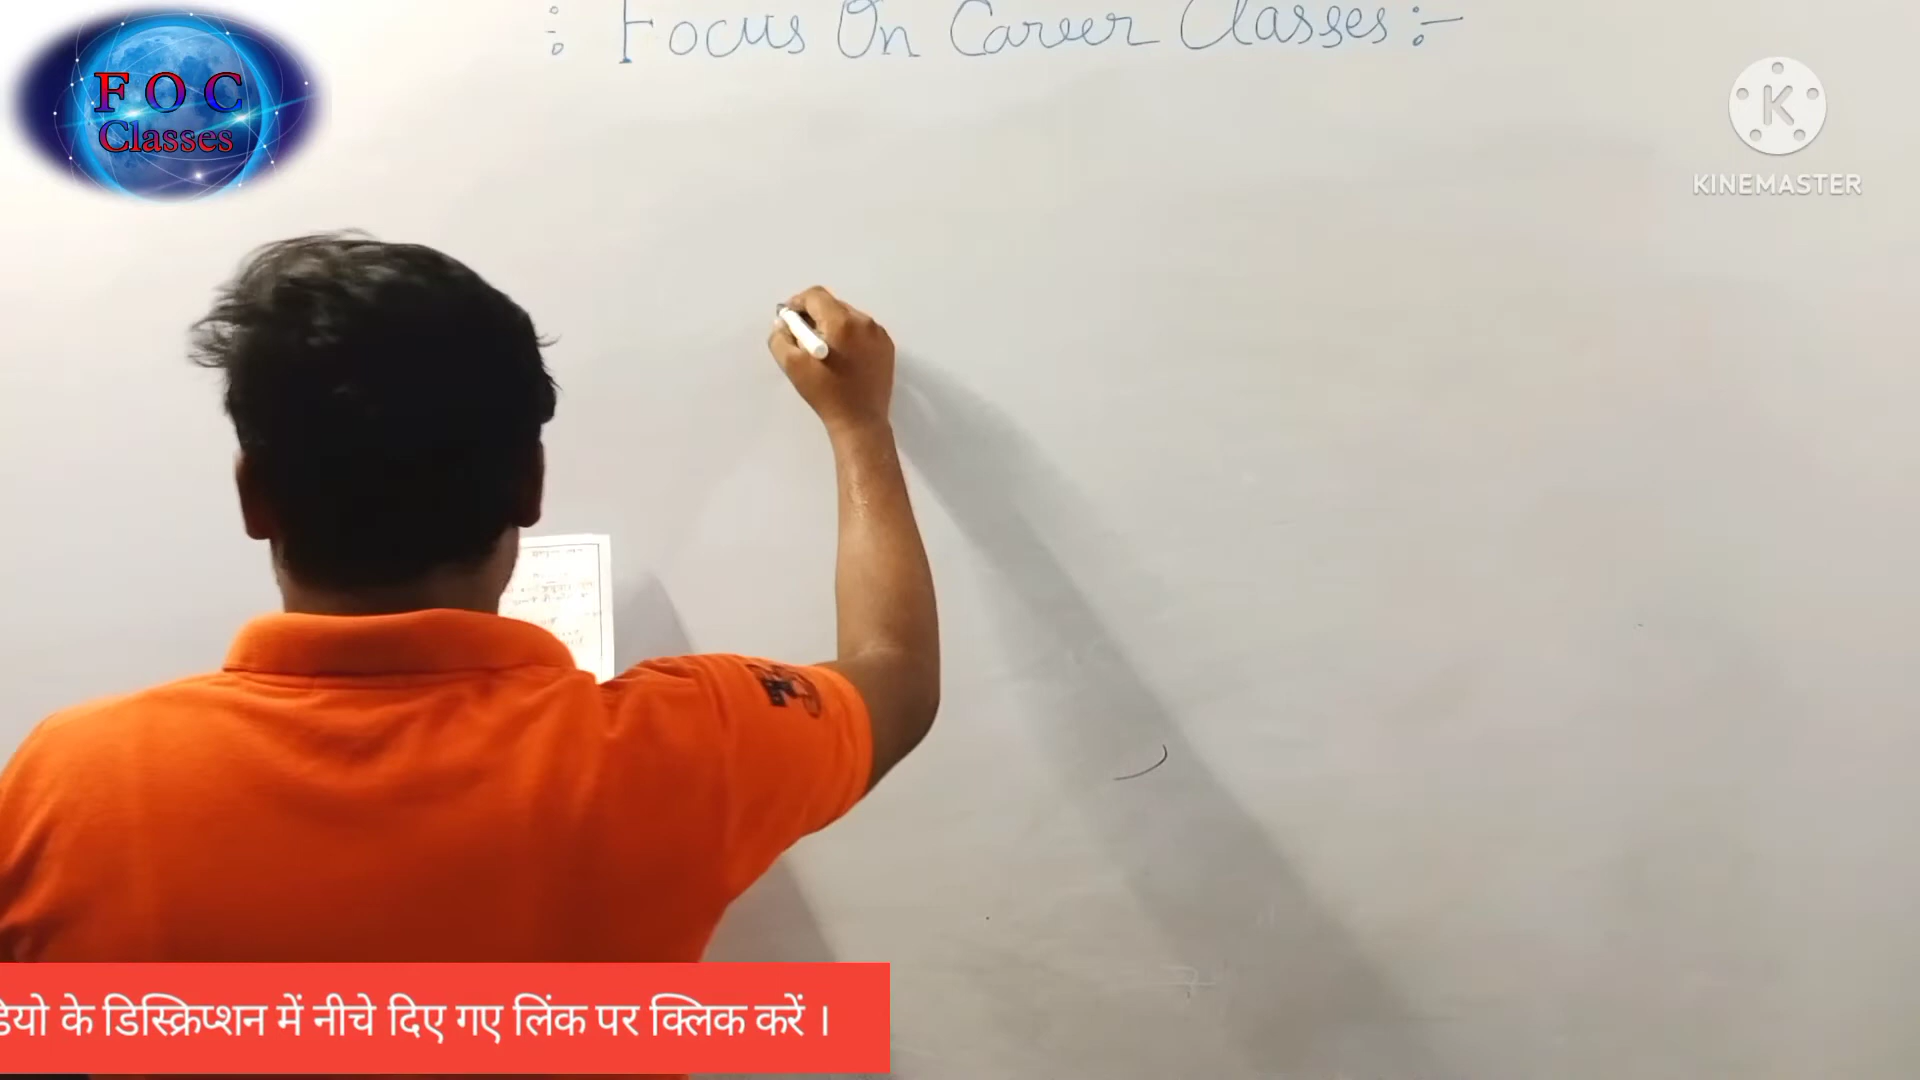 :- Focus On Career Classes :-
F O C
Classes
KINEMASTER
के डिस्क्रिप्शन में नीचे दिए गए लिंक पर क्लिक करें ।